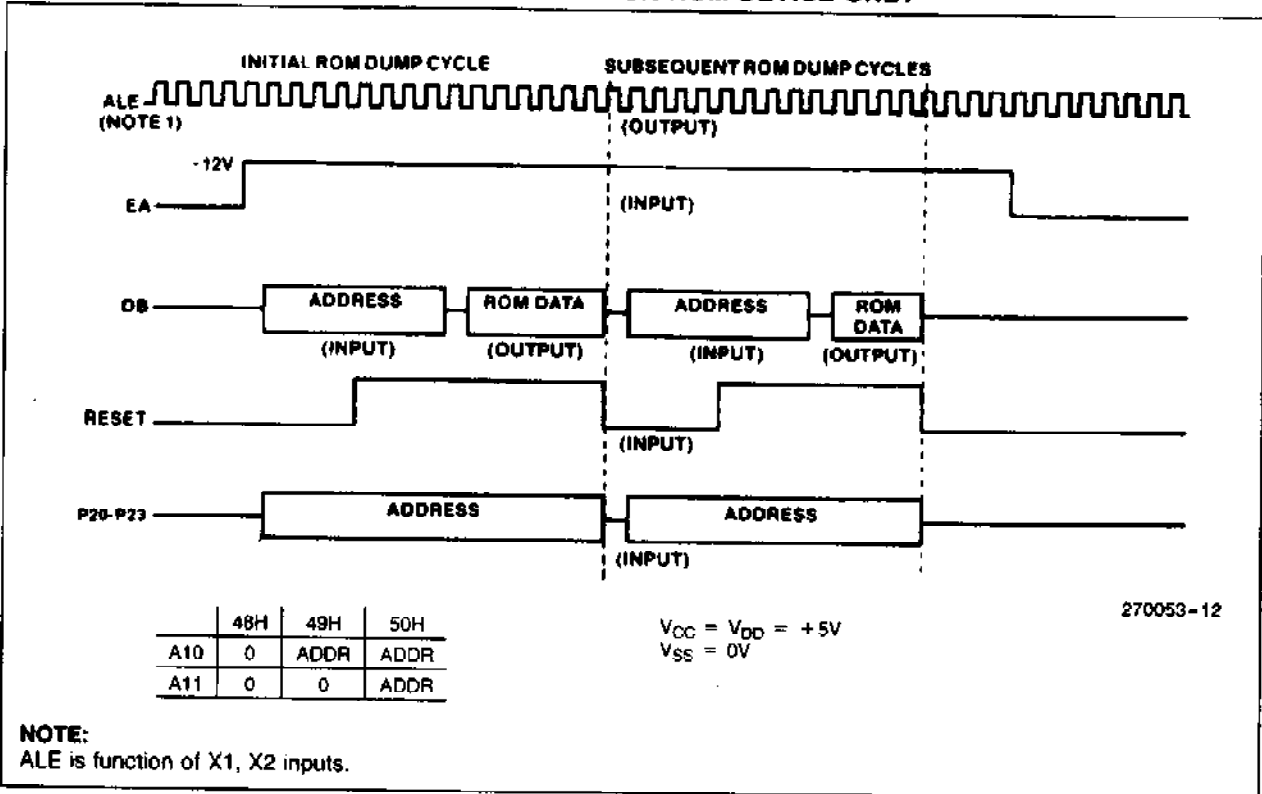 INITIAL ROM DUMP CYCLE
SUBSEQUENT ROM DUMP CYCLES
ALE
(NOTE 1)
(OUTPUT)
-12V
EA
(INPUT)
DB
ADDRESS
ROM DATA
ADDRESS
ROM
DATA
(INPUT)
(OUTPUT)
(INPUT)
(OUTPUT)
RESET
(INPUT)
P20-P23
ADDRESS
ADDRESS
(INPUT)
270053-12
48H 49H 50H
A10 0 ADDR ADDR
A11 0 0 ADDR
VCC = VDD = +5V
VSS = 0V
NOTE:
ALE is function of X1, X2 inputs.